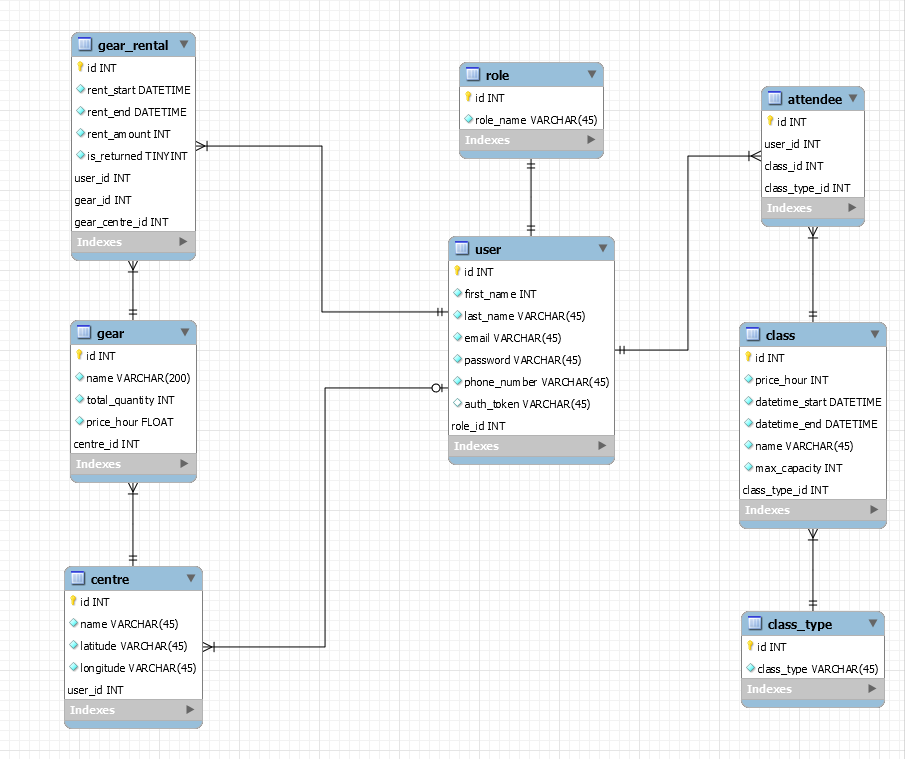 gear_rental
id INT
rent_start DATETIME
rent_end DATETIME
rent_amount INT
is_returned TINYINT
user_id INT
gear_id INT
gear_centre_id INT
Indexes
gear
id INT
name VARCHAR(200)
total_quantity INT
price_hour FLOAT
centre_id INT
Indexes
centre
id INT
name VARCHAR(45)
latitude VARCHAR(45)
longitude VARCHAR(45)
user_id INT
Indexes
role
id INT
role_name VARCHAR(45)
Indexes
user
id INT
first_name INT
last_name VARCHAR(45)
email VARCHAR(45)
password VARCHAR(45)
phone_number VARCHAR(45)
auth_token VARCHAR(45)
role_id INT
Indexes
attendee
id INT
user_id INT
class_id INT
class_type_id INT
Indexes
class
id INT
price_hour INT
datetime_start DATETIME
datetime_end DATETIME
name VARCHAR(45)
max_capacity INT
class_type_id INT
Indexes
class_type
id INT
class_type VARCHAR(45)
Indexes